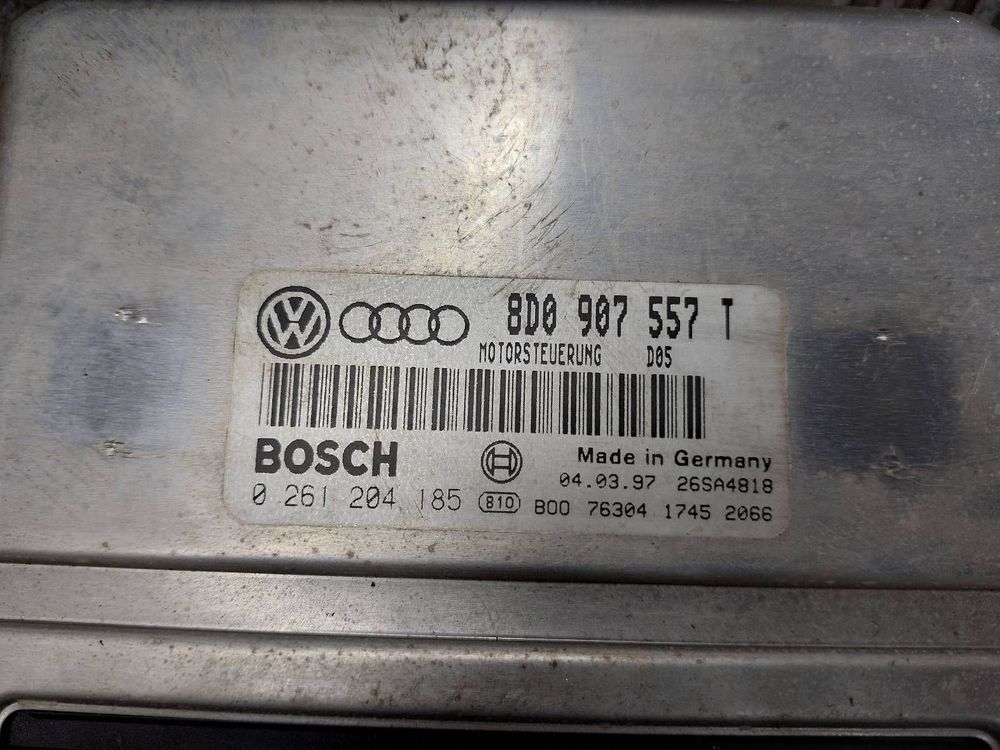 8D0 907 557 T
MOTORSTEUERUNG D05
BOSCH
Made in Germany
04.03.97 26SA4818
0 261 204 185 810 B00 76304 1745 2066